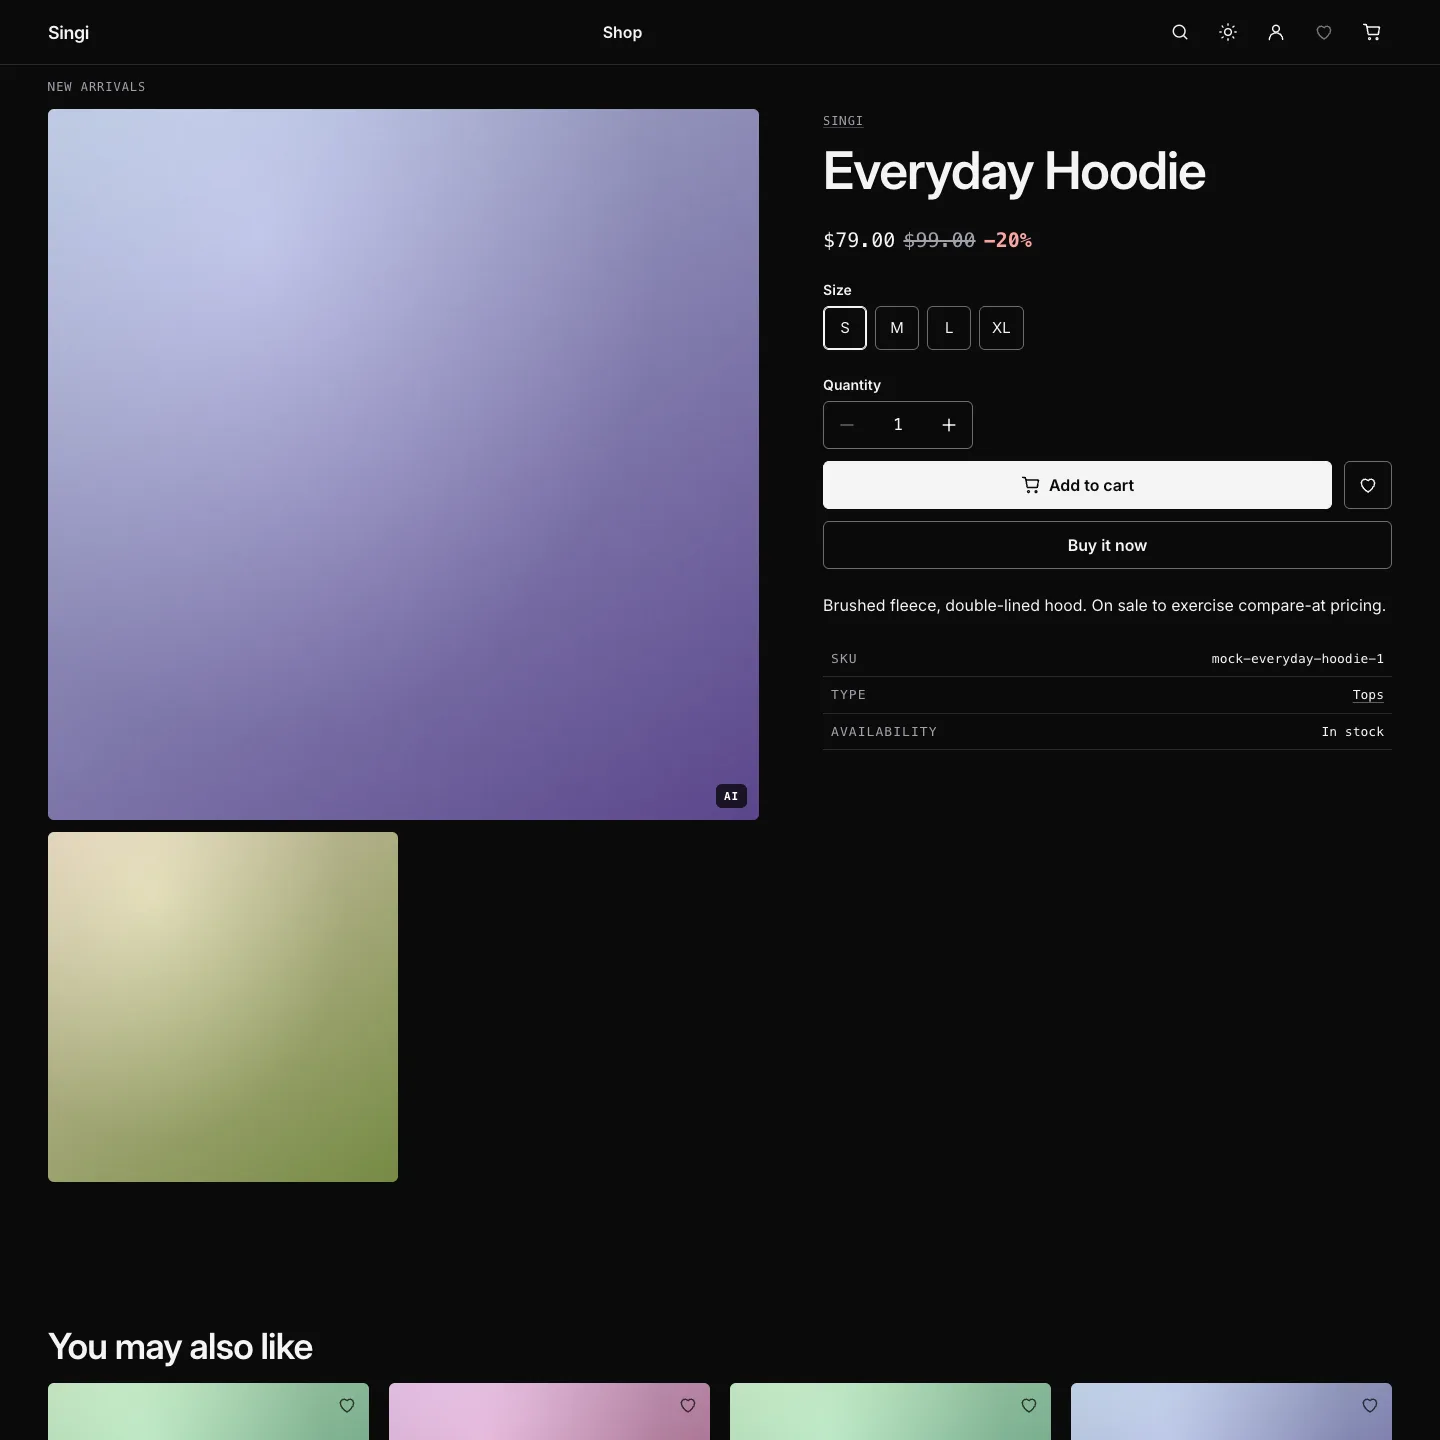 Singi
Shop
NEW ARRIVALS
SINGI
Everyday Hoodie
$79.00 $99.00 −20%
Size
S M L XL
Quantity
1
Add to cart
Buy it now
Brushed fleece, double-lined hood. On sale to exercise compare-at pricing.
SKU mock-everyday-hoodie-1
TYPE Tops
AVAILABILITY In stock
AI
You may also like